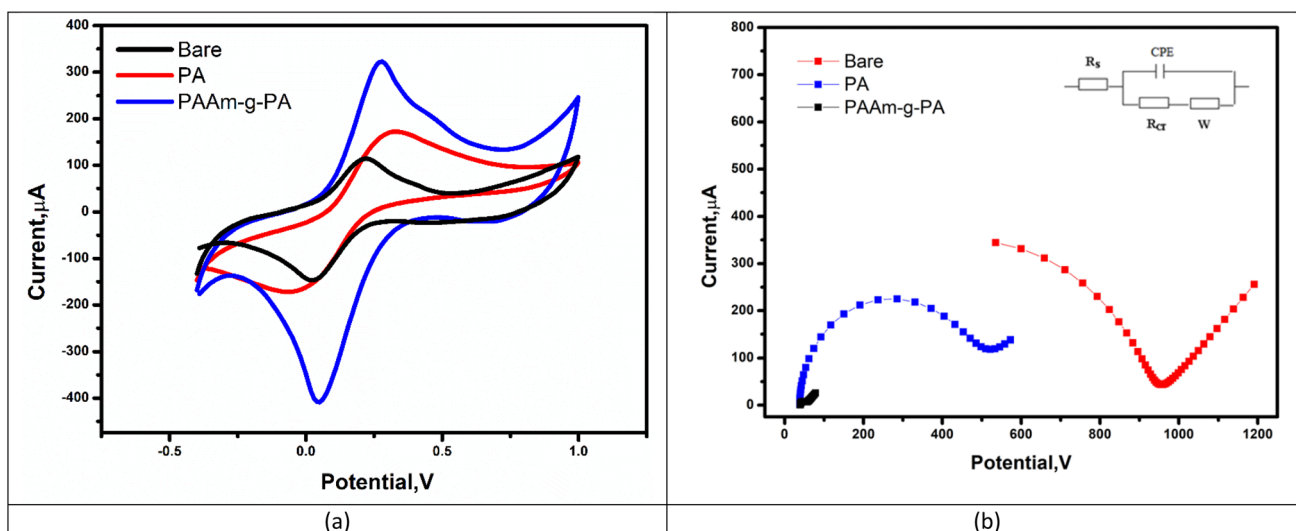 400
300
200
100
0
-100
-200
-300
-400
Current,µA
Bare
PA
PAAm-g-PA
-0.5
0.0
0.5
1.0
Potential,V
(a)
800
700
600
500
400
300
200
100
0
Current,µA
Bare
PA
PAAm-g-PA
CPE
Rs
RCT
W
0
200
400
600
800
1000
1200
Potential,V
(b)